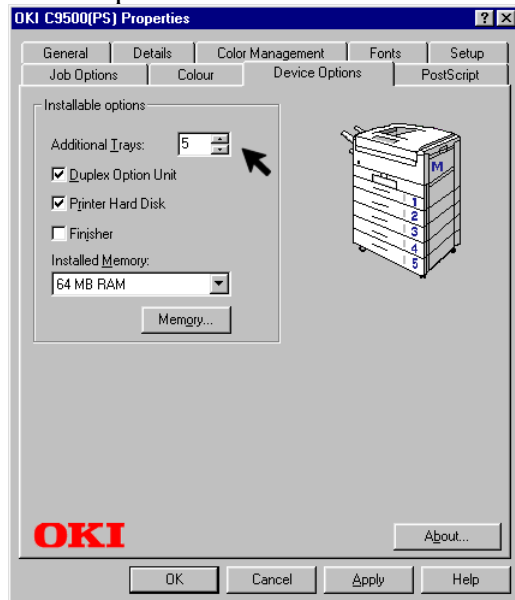 OKI C9500(PS) Properties
General Details Color Management Fonts Setup
Job Options Colour Device Options PostScript
Installable options
Additional Trays: 5
Duplex Option Unit
Printer Hard Disk
Finisher
Installed Memory:
64 MB RAM
Memory...
M
1
2
3
4
5
OKI
About...
OK Cancel Apply Help